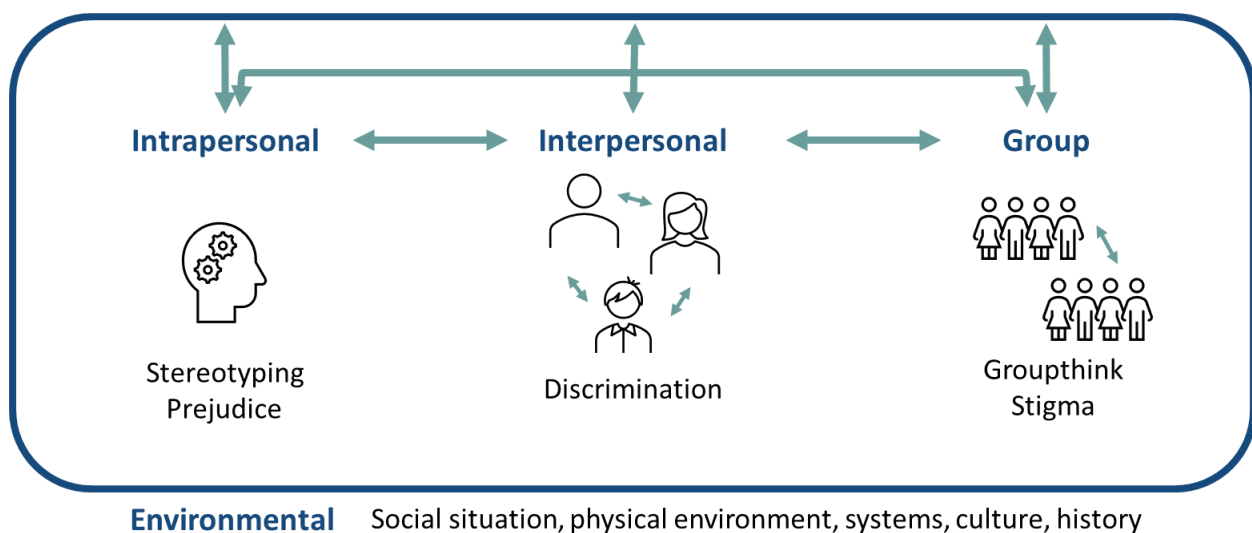 Intrapersonal
Interpersonal
Group
Stereotyping
Prejudice
Discrimination
Groupthink
Stigma
Environmental Social situation, physical environment, systems, culture, history